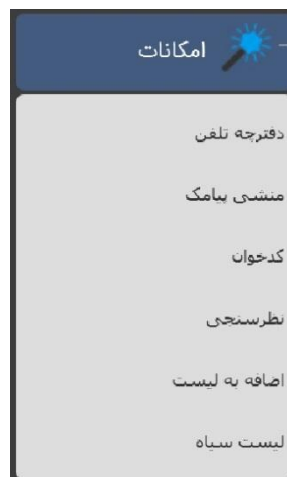 امکانات
دفترچه تلفن
منشی پیامک
کدخوان
نظرسنجی
اضافه به لیست
لیست سیاه